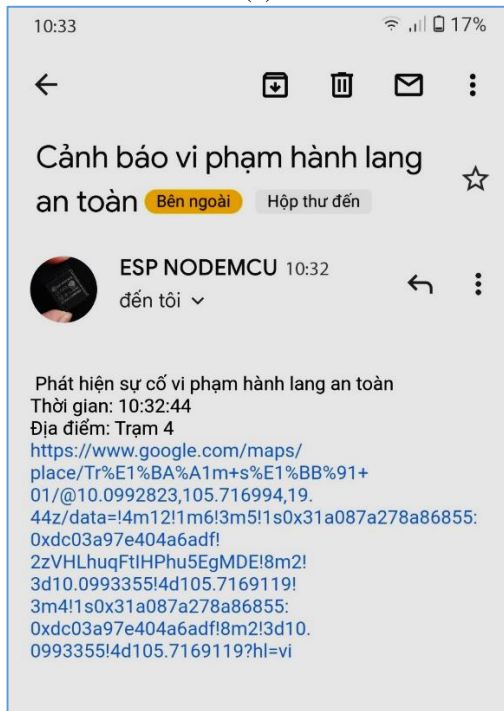 10:33 17%
Cảnh báo vi phạm hành lang
an toàn Bên ngoài Hộp thư đến
ESP NODEMCU 10:32
đến tôi
Phát hiện sự cố vi phạm hành lang an toàn
Thời gian: 10:32:44
Địa điểm: Trạm 4
https://www.google.com/maps/
place/Tr%E1%BA%A1m+s%E1%BB%91+
01/@10.0992823,105.716994,19.
44z/data=!4m12!1m6!3m5!1s0x31a087a278a86855:
0xdc03a97e404a6adf!
2zVHLhuqFtIHPhu5EgMDE!8m2!
3d10.0993355!4d105.7169119!
3m4!1s0x31a087a278a86855:
0xdc03a97e404a6adf!8m2!3d10.
0993355!4d105.7169119?hl=vi